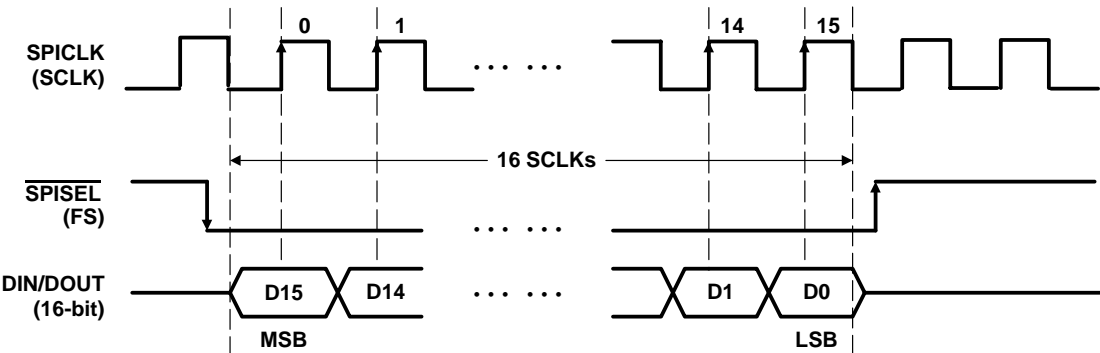 0 1 14 15
SPICLK
(SCLK)
... ... 
16 SCLKs
SPISEL
(FS)
... ...
DIN/DOUT
(16-bit)
D15 D14 ... ... D1 D0
MSB LSB